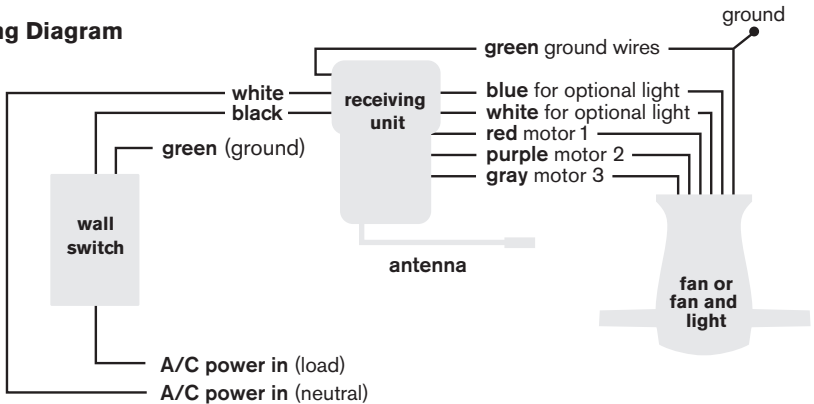 ng Diagram
ground
green ground wires
white
black
green (ground)
receiving
unit
blue for optional light
white for optional light
red motor 1
purple motor 2
gray motor 3
wall
switch
antenna
fan or
fan and
light
A/C power in (load)
A/C power in (neutral)